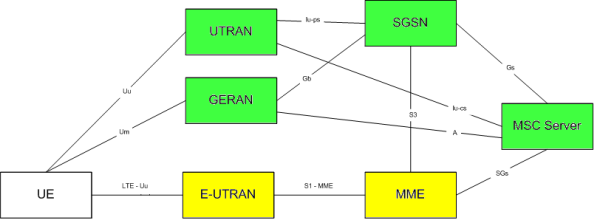 UTRAN
Iu-ps
SGSN
Uu
Gb
Gs
GERAN
Um
Iu-cs
S3
A
MSC Server
UE
LTE - Uu
E-UTRAN
S1 - MME
MME
SGs